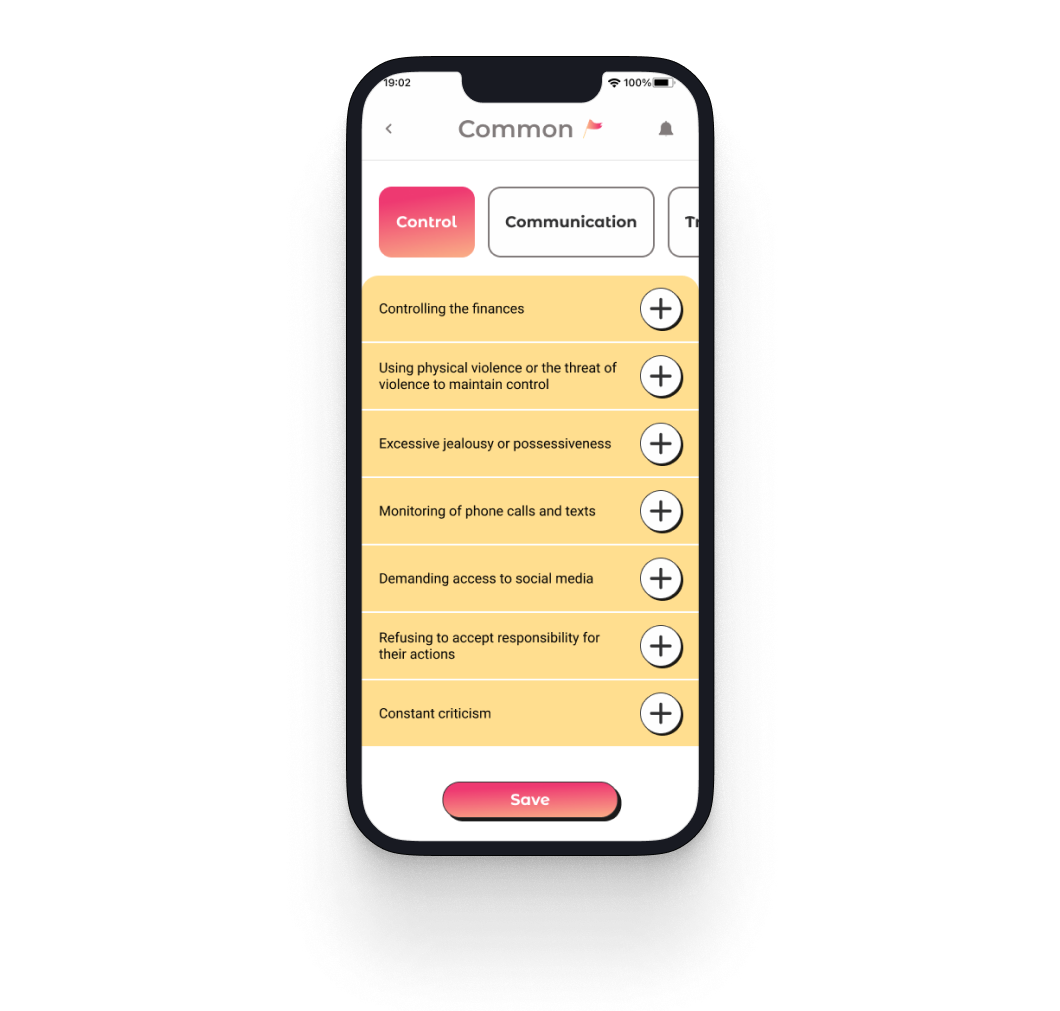 19:02
100%
Common
Control
Communication
Tr
Controlling the finances
Using physical violence or the threat of
violence to maintain control
Excessive jealousy or possessiveness
Monitoring of phone calls and texts
Demanding access to social media
Refusing to accept responsibility for
their actions
Constant criticism
Save